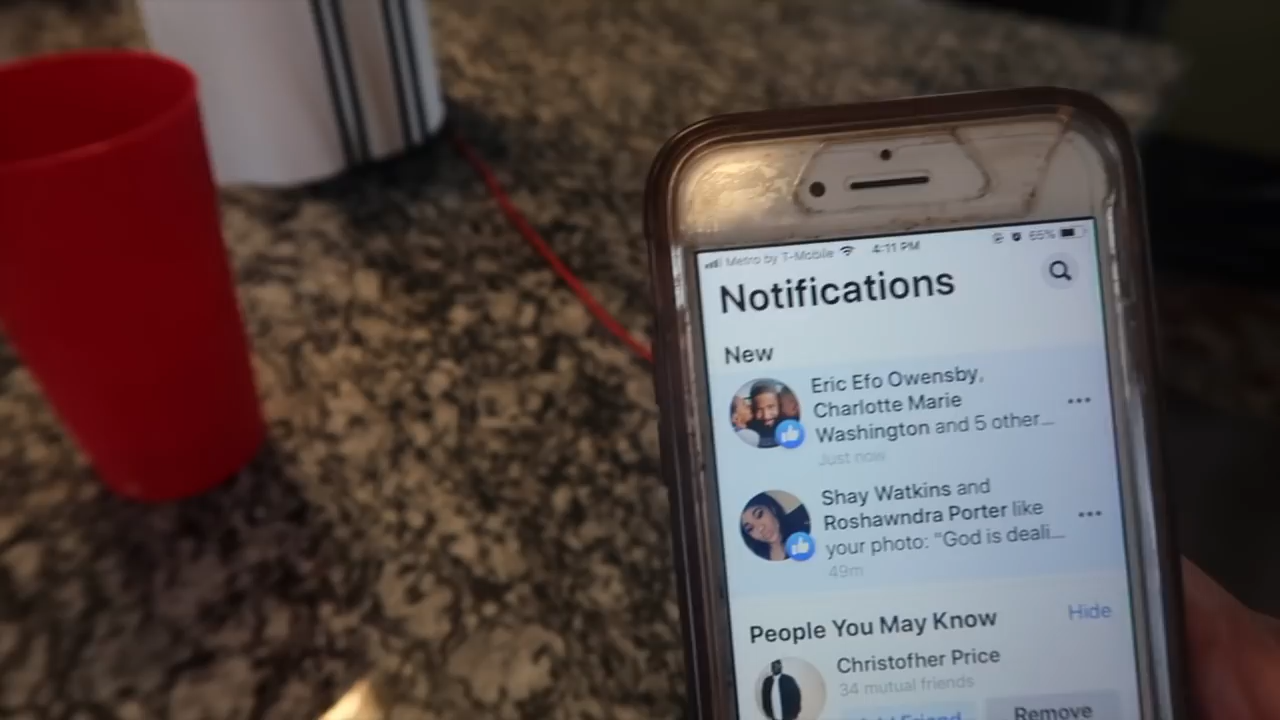 Metro by T-Mobile 4:11 PM 65%
Notifications
New
Eric Efo Owensby,
Charlotte Marie
Washington and 5 other...
Just now
Shay Watkins and
Roshawndra Porter like
your photo: "God is deali...
49m
People You May Know
Hide
Christofher Price
34 mutual friends
Friend
Remove